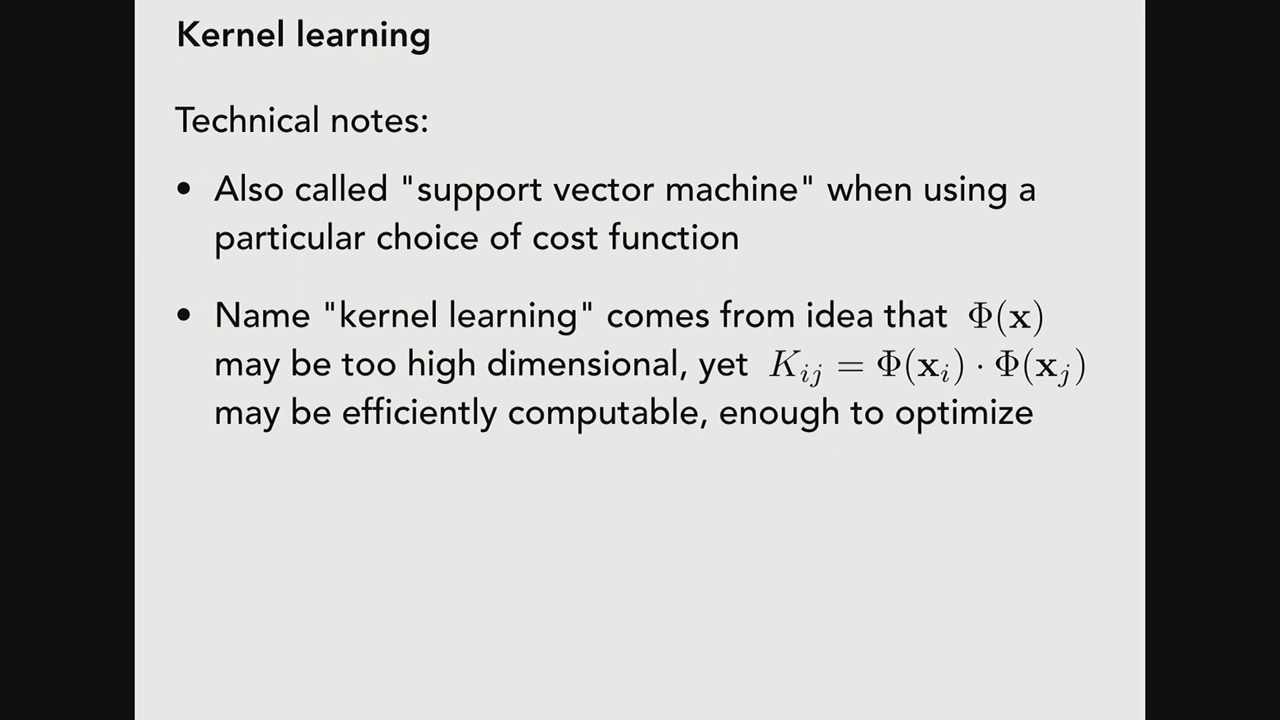 Kernel learning
Technical notes:
• Also called "support vector machine" when using a
particular choice of cost function
• Name "kernel learning" comes from idea that Φ(x)
may be too high dimensional, yet K_{ij} = Φ(x_i) · Φ(x_j)
may be efficiently computable, enough to optimize